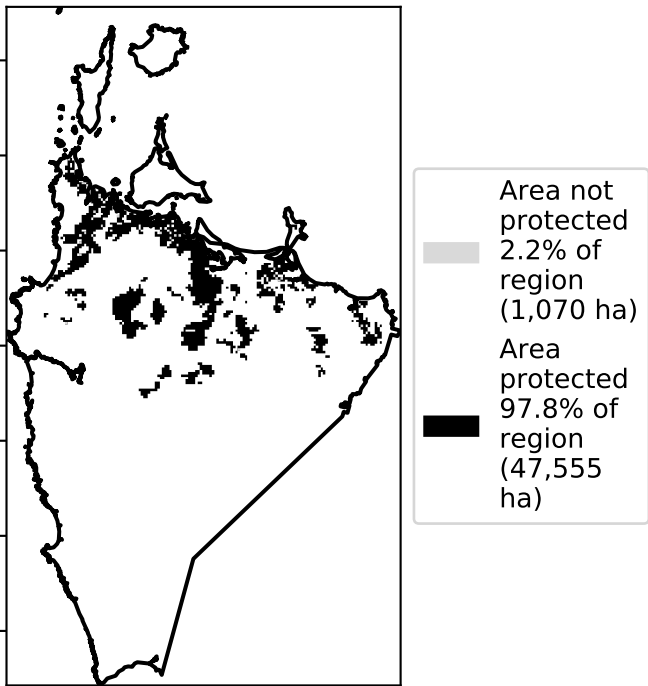 Area not
protected
2.2% of
region
(1,070 ha)
Area
protected
97.8% of
region
(47,555
ha)